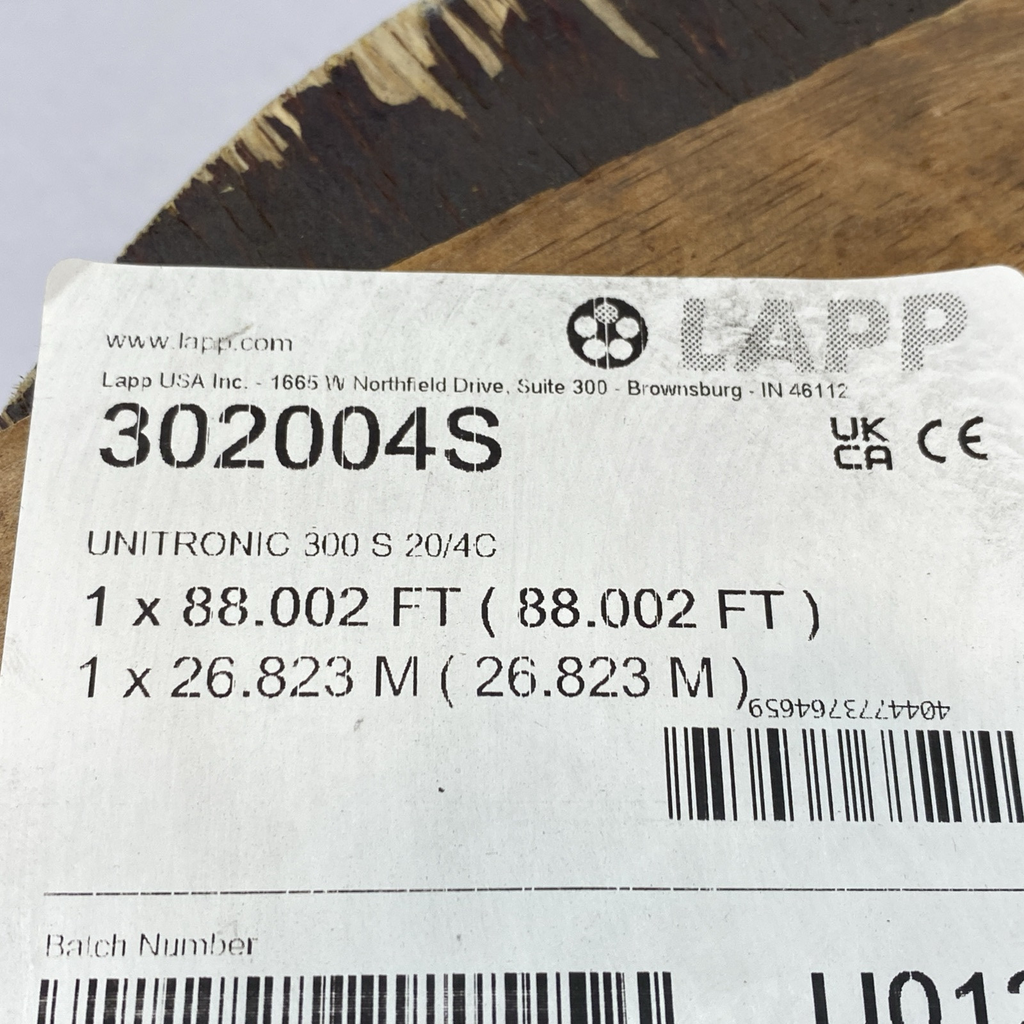 LAPP
www.lapp.com
Lapp USA Inc. - 1665 W Northfield Drive, Suite 300 - Brownsburg - IN 46112
302004S
UK
CA CE
UNITRONIC 300 S 20/4C
1 x 88.002 FT ( 88.002 FT )
1 x 26.823 M ( 26.823 M )
4044773764659
Batch Number